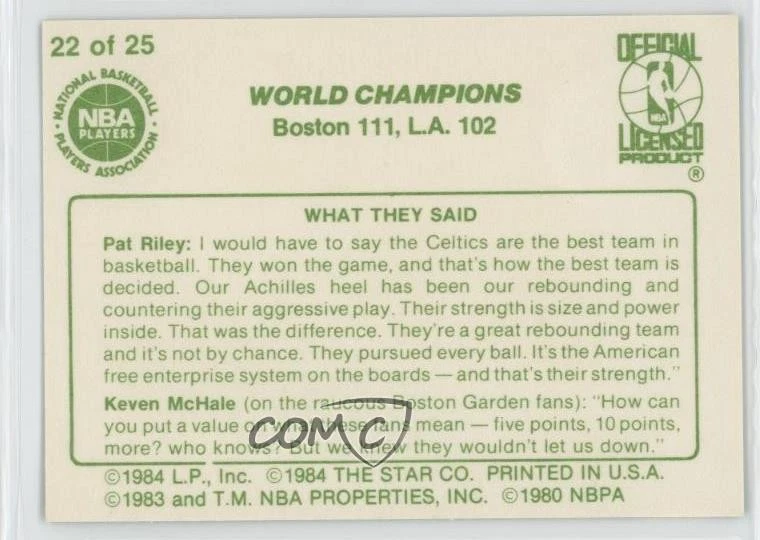 22 of 25
NATIONAL BASKETBALL
NBA
PLAYERS
PLAYERS ASSOCIATION
WORLD CHAMPIONS
Boston 111, L.A. 102
OFFICIAL
NBA
LICENSED
PRODUCT
®
WHAT THEY SAID
Pat Riley: I would have to say the Celtics are the best team in
basketball. They won the game, and that's how the best team is
decided. Our Achilles heel has been our rebounding and
countering their aggressive play. Their strength is size and power
inside. That was the difference. They're a great rebounding team
and it's not by chance. They pursued every ball. It's the American
free enterprise system on the boards — and that's their strength."
Keven McHale (on the raucous Boston Garden fans): "How can
you put a value on what these fans mean — five points, 10 points,
more? who knows? But we knew they wouldn't let us down."
COMC
©1984 L.P., Inc. ©1984 THE STAR CO. PRINTED IN U.S.A.
©1983 and T.M. NBA PROPERTIES, INC. ©1980 NBPA